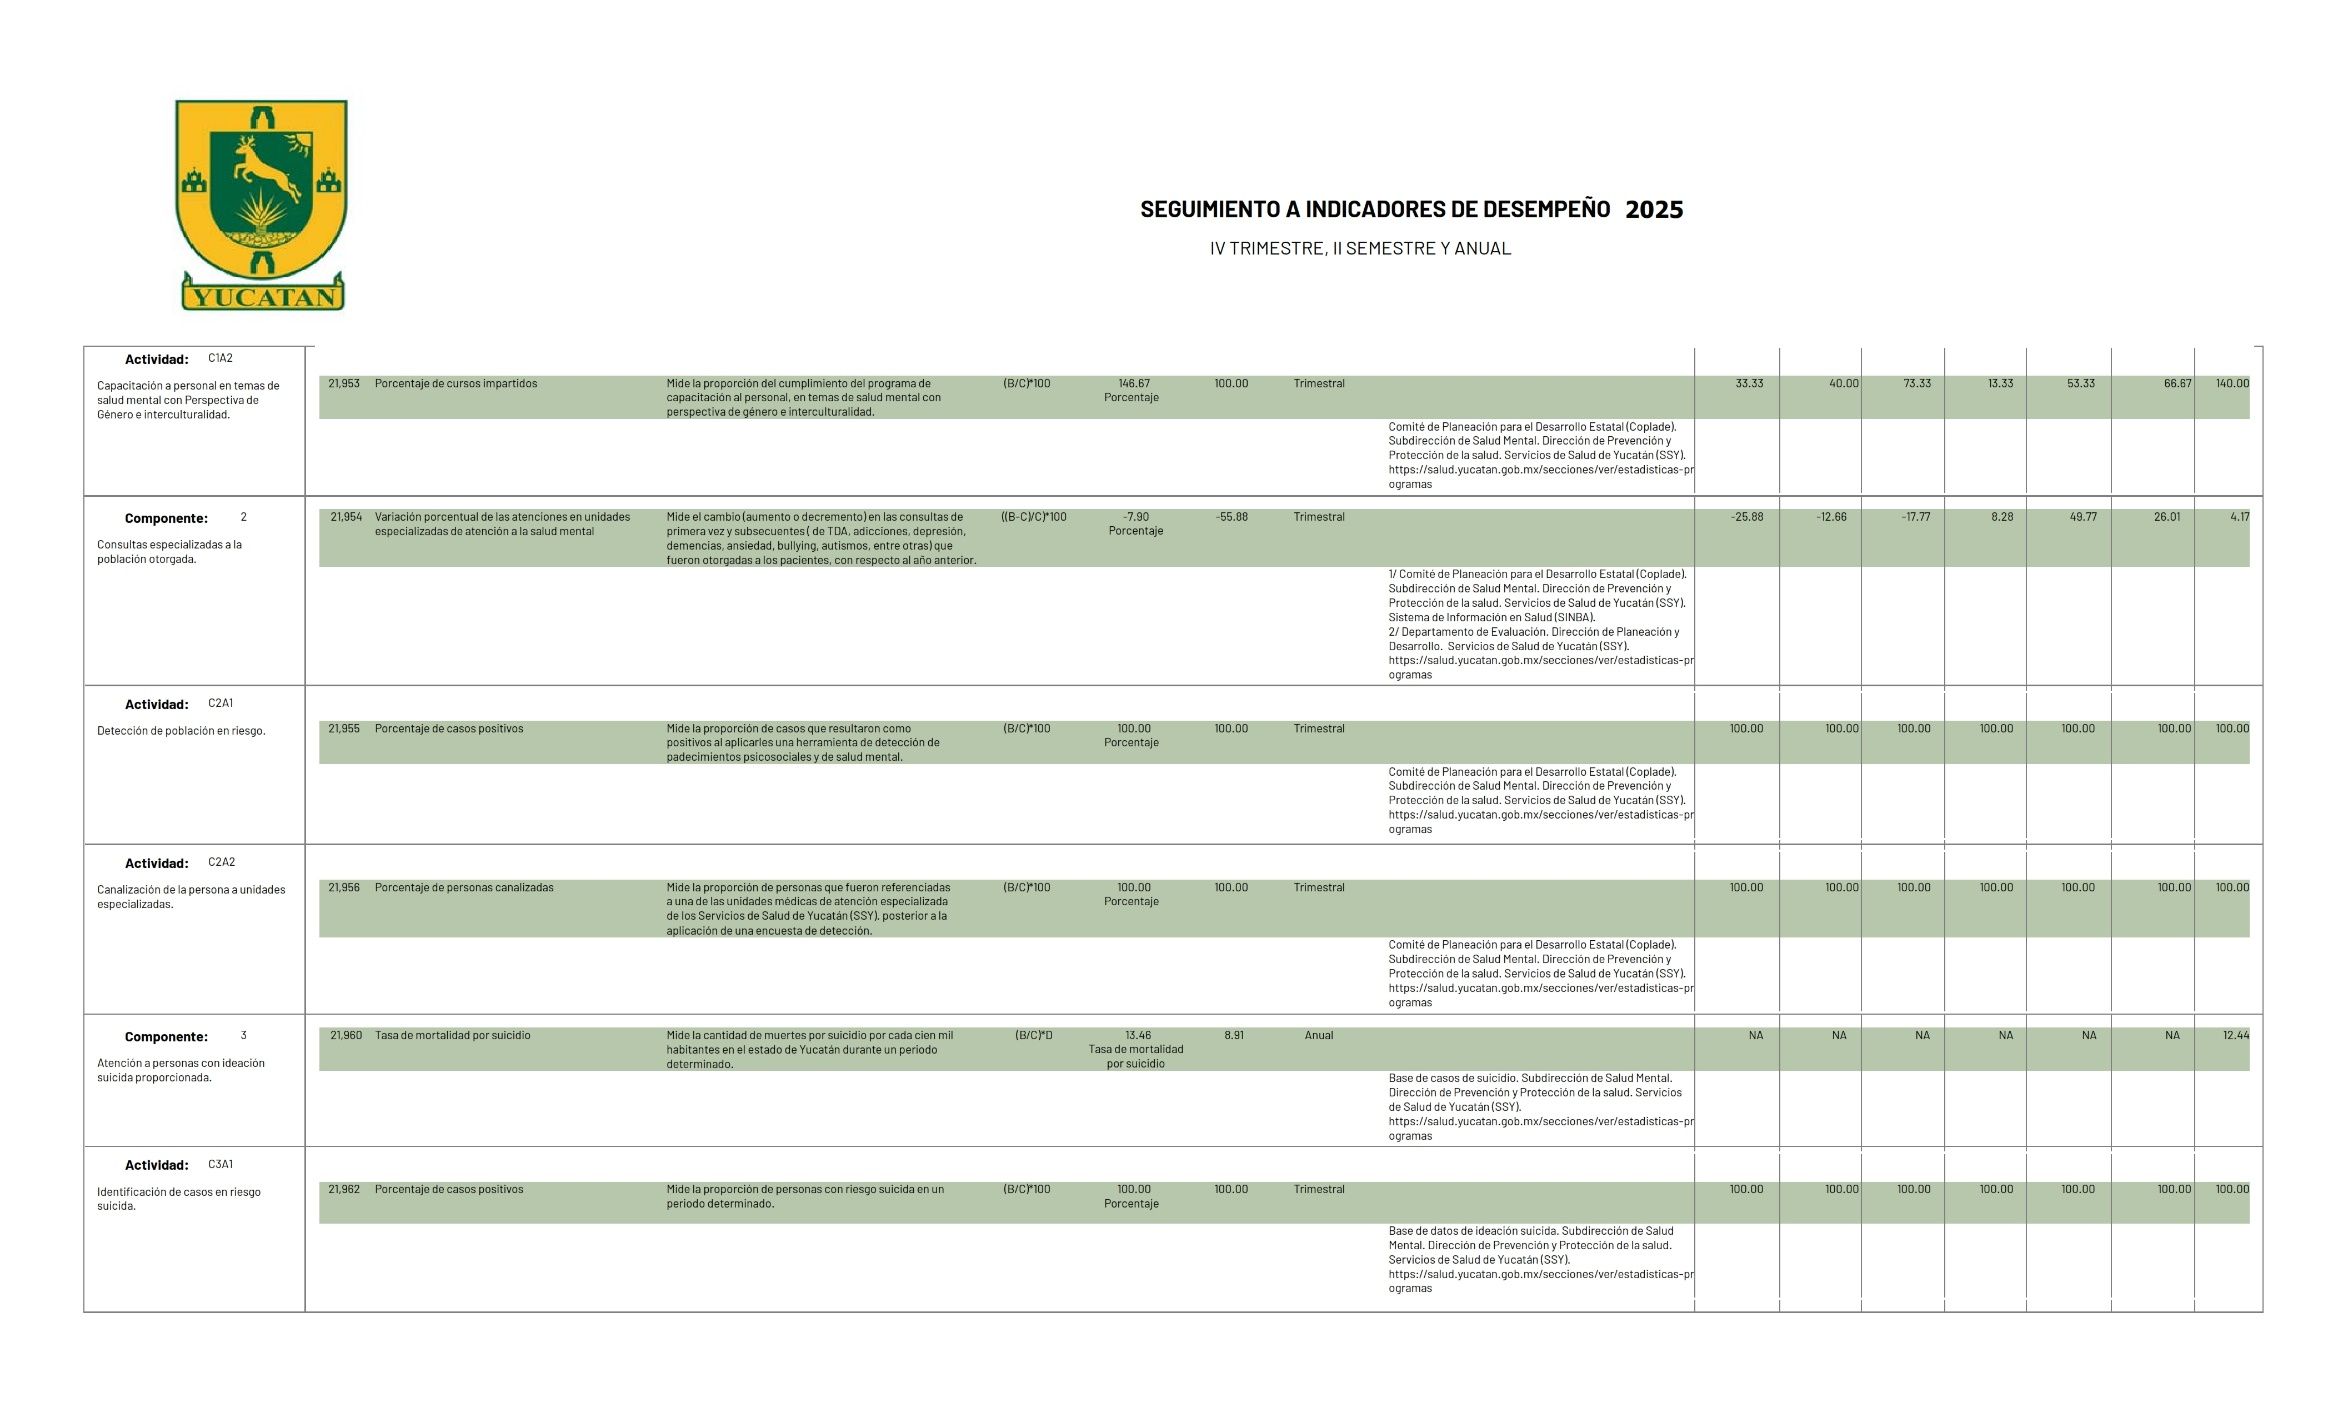 YUCATAN
SEGUIMIENTO A INDICADORES DE DESEMPEÑO 2025
IV TRIMESTRE, II SEMESTRE Y ANUAL
Actividad: C1A2
Capacitación a personal en temas de
salud mental con Perspectiva de
Género e interculturalidad.
21,953 Porcentaje de cursos impartidos
Mide la proporción del cumplimiento del programa de
capacitación al personal, en temas de salud mental con
perspectiva de género e interculturalidad.
(B/C)*100
146.67
Porcentaje
100.00
Trimestral
33.33 40.00 73.33 13.33 53.33 66.67 140.00
Comité de Planeación para el Desarrollo Estatal (Coplade).
Subdirección de Salud Mental. Dirección de Prevención y
Protección de la salud. Servicios de Salud de Yucatán (SSY).
https://salud.yucatan.gob.mx/secciones/ver/estadisticas-pr
ogramas
Componente: 2
Consultas especializadas a la
población otorgada.
21,954 Variación porcentual de las atenciones en unidades
especializadas de atención a la salud mental
Mide el cambio (aumento o decremento) en las consultas de
primera vez y subsecuentes ( de TDA, adicciones, depresión,
demencias, ansiedad, bullying, autismos, entre otras) que
fueron otorgadas a los pacientes, con respecto al año anterior.
((B-C)/C)*100
-7.90
Porcentaje
-55.88
Trimestral
-25.88 -12.66 -17.77 8.28 49.77 26.01 4.17
1/ Comité de Planeación para el Desarrollo Estatal (Coplade).
Subdirección de Salud Mental. Dirección de Prevención y
Protección de la salud. Servicios de Salud de Yucatán (SSY).
Sistema de Información en Salud (SINBA).
2/ Departamento de Evaluación. Dirección de Planeación y
Desarrollo. Servicios de Salud de Yucatán (SSY).
https://salud.yucatan.gob.mx/secciones/ver/estadisticas-pr
ogramas
Actividad: C2A1
Detección de población en riesgo.
21,955 Porcentaje de casos positivos
Mide la proporción de casos que resultaron como
positivos al aplicarles una herramienta de detección de
padecimientos psicosociales y de salud mental.
(B/C)*100
100.00
Porcentaje
100.00
Trimestral
100.00 100.00 100.00 100.00 100.00 100.00 100.00
Comité de Planeación para el Desarrollo Estatal (Coplade).
Subdirección de Salud Mental. Dirección de Prevención y
Protección de la salud. Servicios de Salud de Yucatán (SSY).
https://salud.yucatan.gob.mx/secciones/ver/estadisticas-pr
ogramas
Actividad: C2A2
Canalización de la persona a unidades
especializadas.
21,956 Porcentaje de personas canalizadas
Mide la proporción de personas que fueron referenciadas
a una de las unidades médicas de atención especializada
de los Servicios de Salud de Yucatán (SSY). posterior a la
aplicación de una encuesta de detección.
(B/C)*100
100.00
Porcentaje
100.00
Trimestral
100.00 100.00 100.00 100.00 100.00 100.00 100.00
Comité de Planeación para el Desarrollo Estatal (Coplade).
Subdirección de Salud Mental. Dirección de Prevención y
Protección de la salud. Servicios de Salud de Yucatán (SSY).
https://salud.yucatan.gob.mx/secciones/ver/estadisticas-pr
ogramas
Componente: 3
Atención a personas con ideación
suicida proporcionada.
21,960 Tasa de mortalidad por suicidio
Mide la cantidad de muertes por suicidio por cada cien mil
habitantes en el estado de Yucatán durante un periodo
determinado.
(B/C)*D
13.46
Tasa de mortalidad
por suicidio
8.91
Anual
NA NA NA NA NA NA 12.44
Base de casos de suicidio. Subdirección de Salud Mental.
Dirección de Prevención y Protección de la salud. Servicios
de Salud de Yucatán (SSY).
https://salud.yucatan.gob.mx/secciones/ver/estadisticas-pr
ogramas
Actividad: C3A1
Identificación de casos en riesgo
suicida.
21,962 Porcentaje de casos positivos
Mide la proporción de personas con riesgo suicida en un
periodo determinado.
(B/C)*100
100.00
Porcentaje
100.00
Trimestral
100.00 100.00 100.00 100.00 100.00 100.00 100.00
Base de datos de ideación suicida. Subdirección de Salud
Mental. Dirección de Prevención y Protección de la salud.
Servicios de Salud de Yucatán (SSY).
https://salud.yucatan.gob.mx/secciones/ver/estadisticas-pr
ogramas